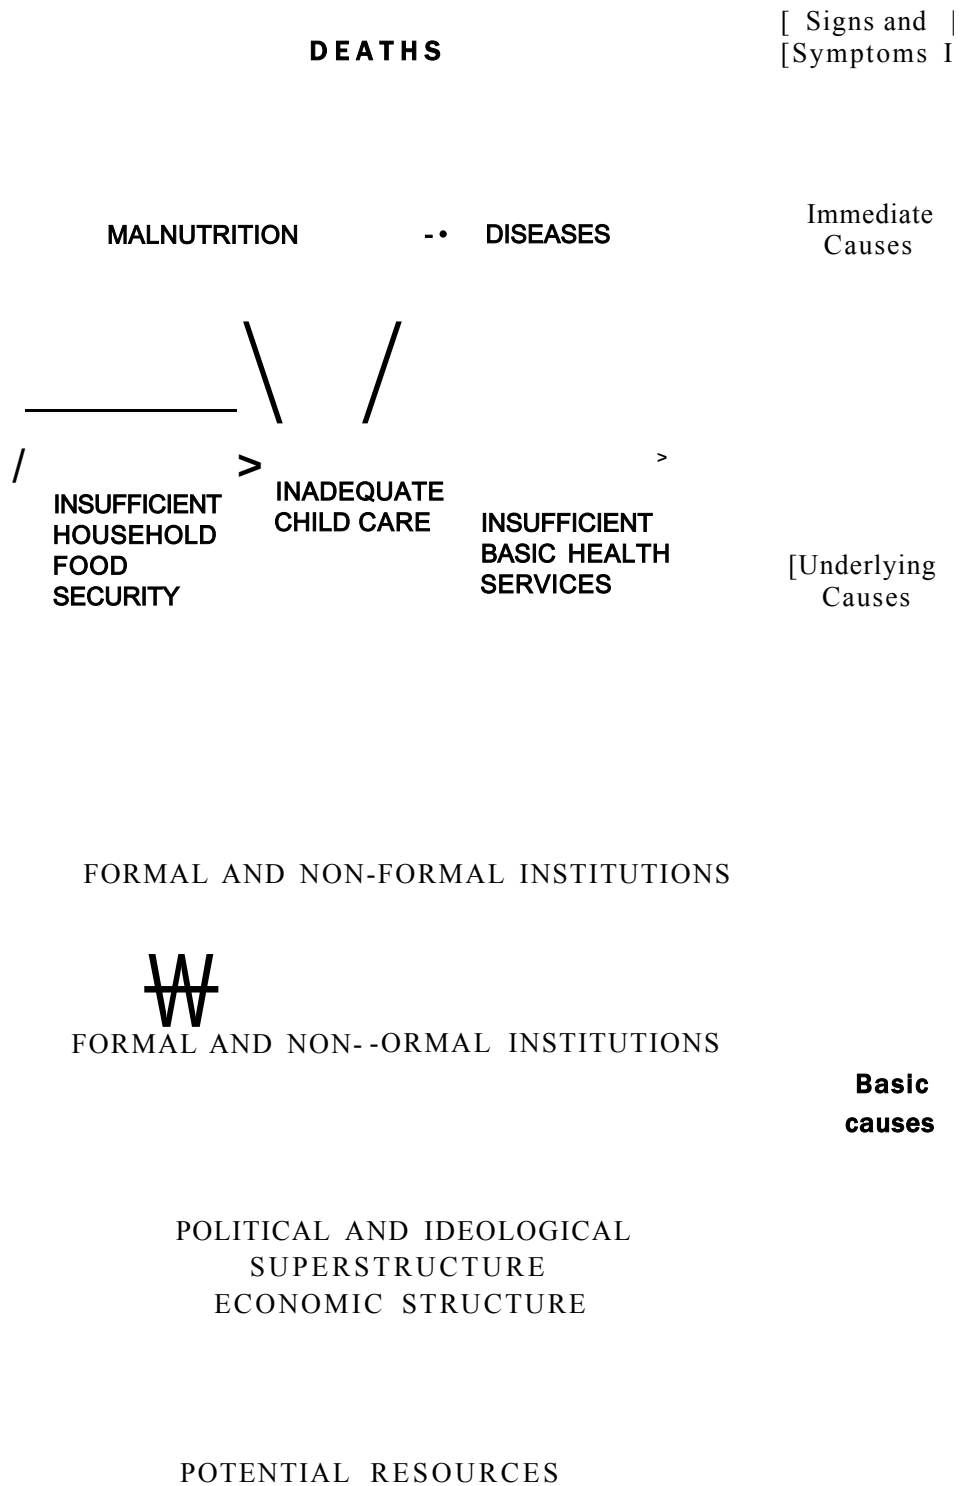 [ Signs and |
DEATHS
[Symptoms I
Immediate
MALNUTRITION -• DISEASES
Causes
\ /
/ > >
INADEQUATE
INSUFFICIENT
CHILD CARE
INSUFFICIENT
HOUSEHOLD
BASIC HEALTH
FOOD
[Underlying
SERVICES
SECURITY
Causes
FORMAL AND NON-FORMAL INSTITUTIONS
W
FORMAL AND NON- -ORMAL INSTITUTIONS
Basic
causes
POLITICAL AND IDEOLOGICAL
SUPERSTRUCTURE
ECONOMIC STRUCTURE
POTENTIAL RESOURCES